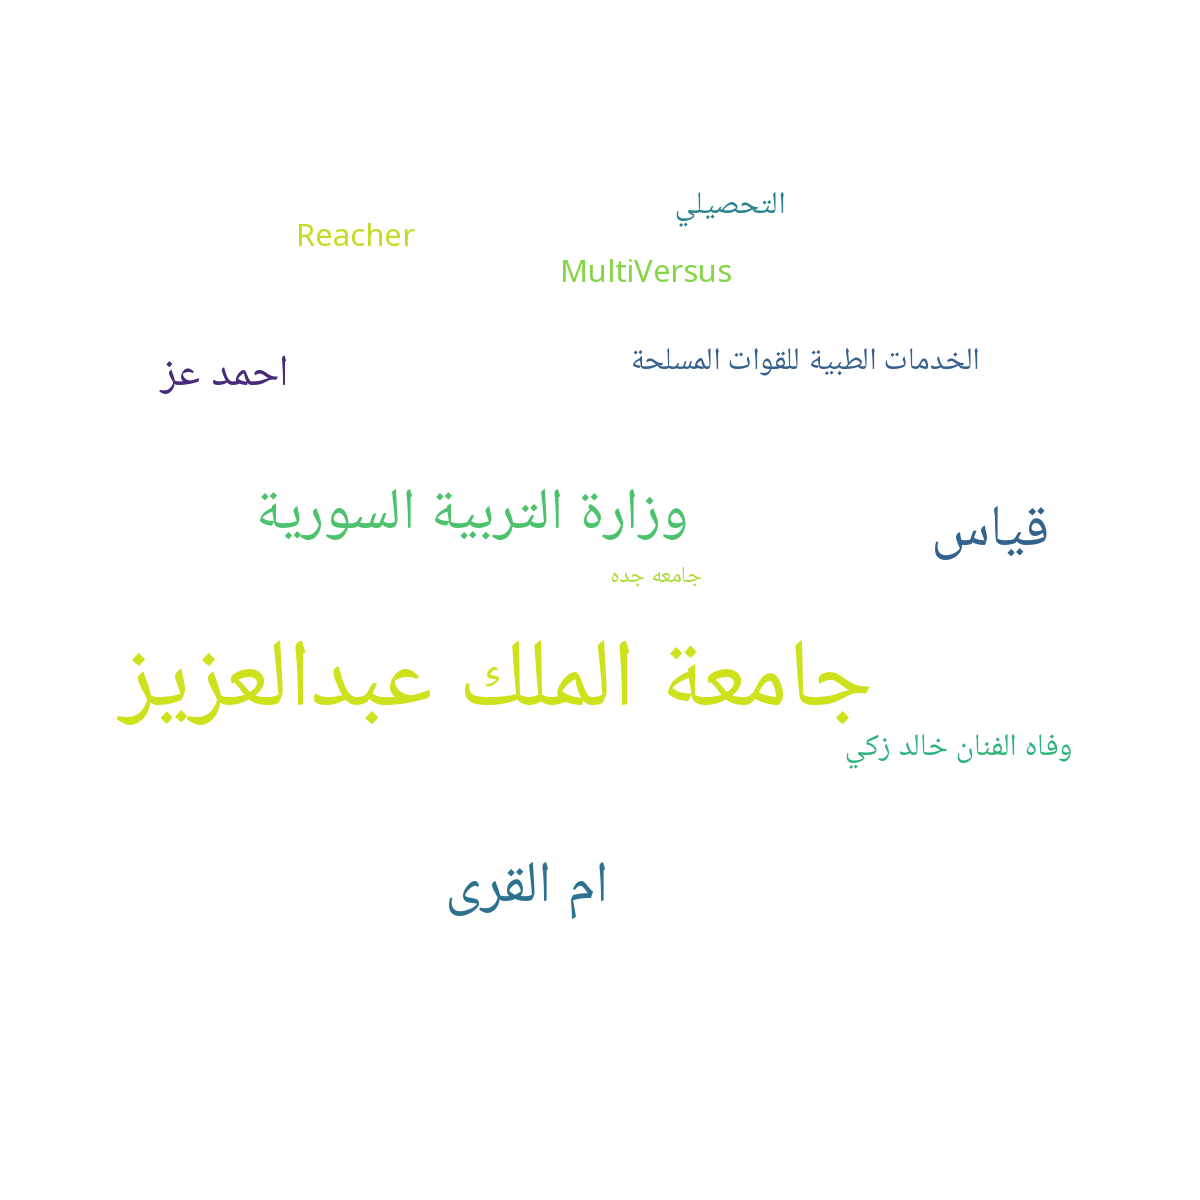 التحصيلي
Reacher
MultiVersus
الخدمات الطبية للقوات المسلحة
احمد عز
وزارة التربية السورية
قياس
جامعه جده
جامعة الملك عبدالعزيز
وفاه الفنان خالد زكي
ام القرى